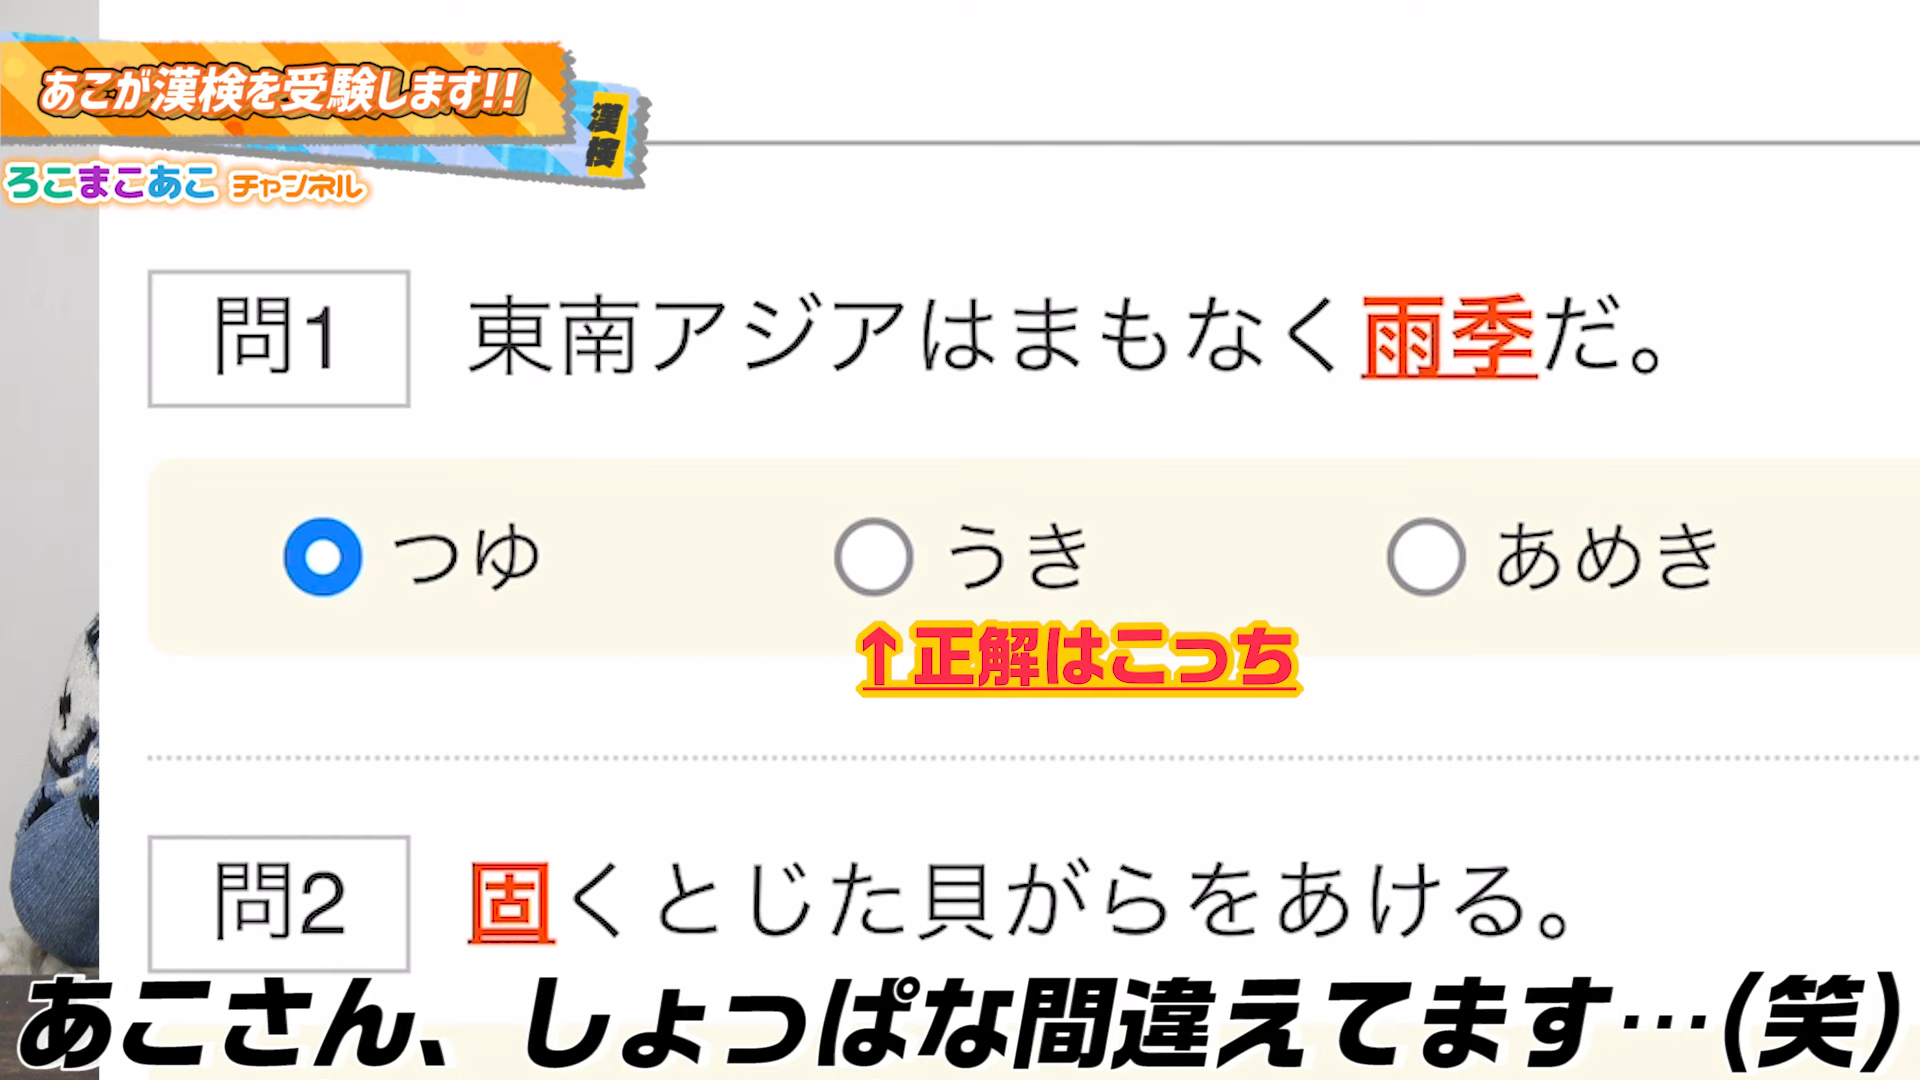 あこが漢検を受験します!!
漢検
ろこまこあこ チャンネル
問1 東南アジアはまもなく雨季だ。
つゆ うき あめき
↑正解はこっち
問2 固くとじた貝がらをあける。
あこさん、しょっぱな間違えてます…(笑)